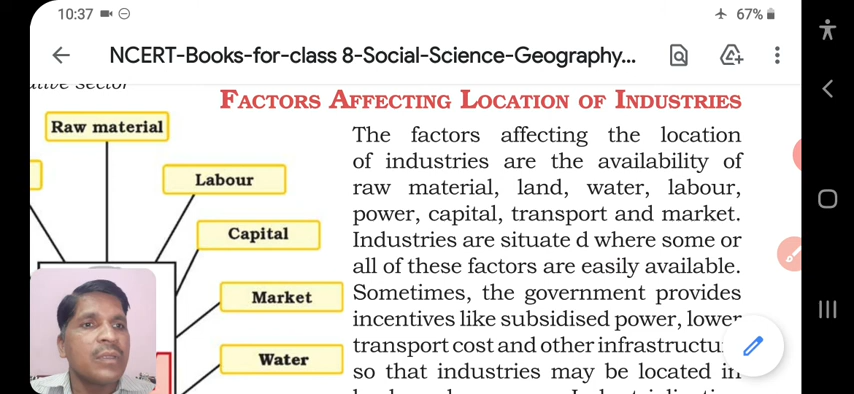 10:37
67%
NCERT-Books-for-class 8-Social-Science-Geography...
FACTORS AFFECTING LOCATION OF INDUSTRIES
Raw material
Labour
Capital
Market
Water
The factors affecting the location
of industries are the availability of
raw material, land, water, labour,
power, capital, transport and market.
Industries are situate d where some or
all of these factors are easily available.
Sometimes, the government provides
incentives like subsidised power, lower
transport cost and other
so that industries may be located in